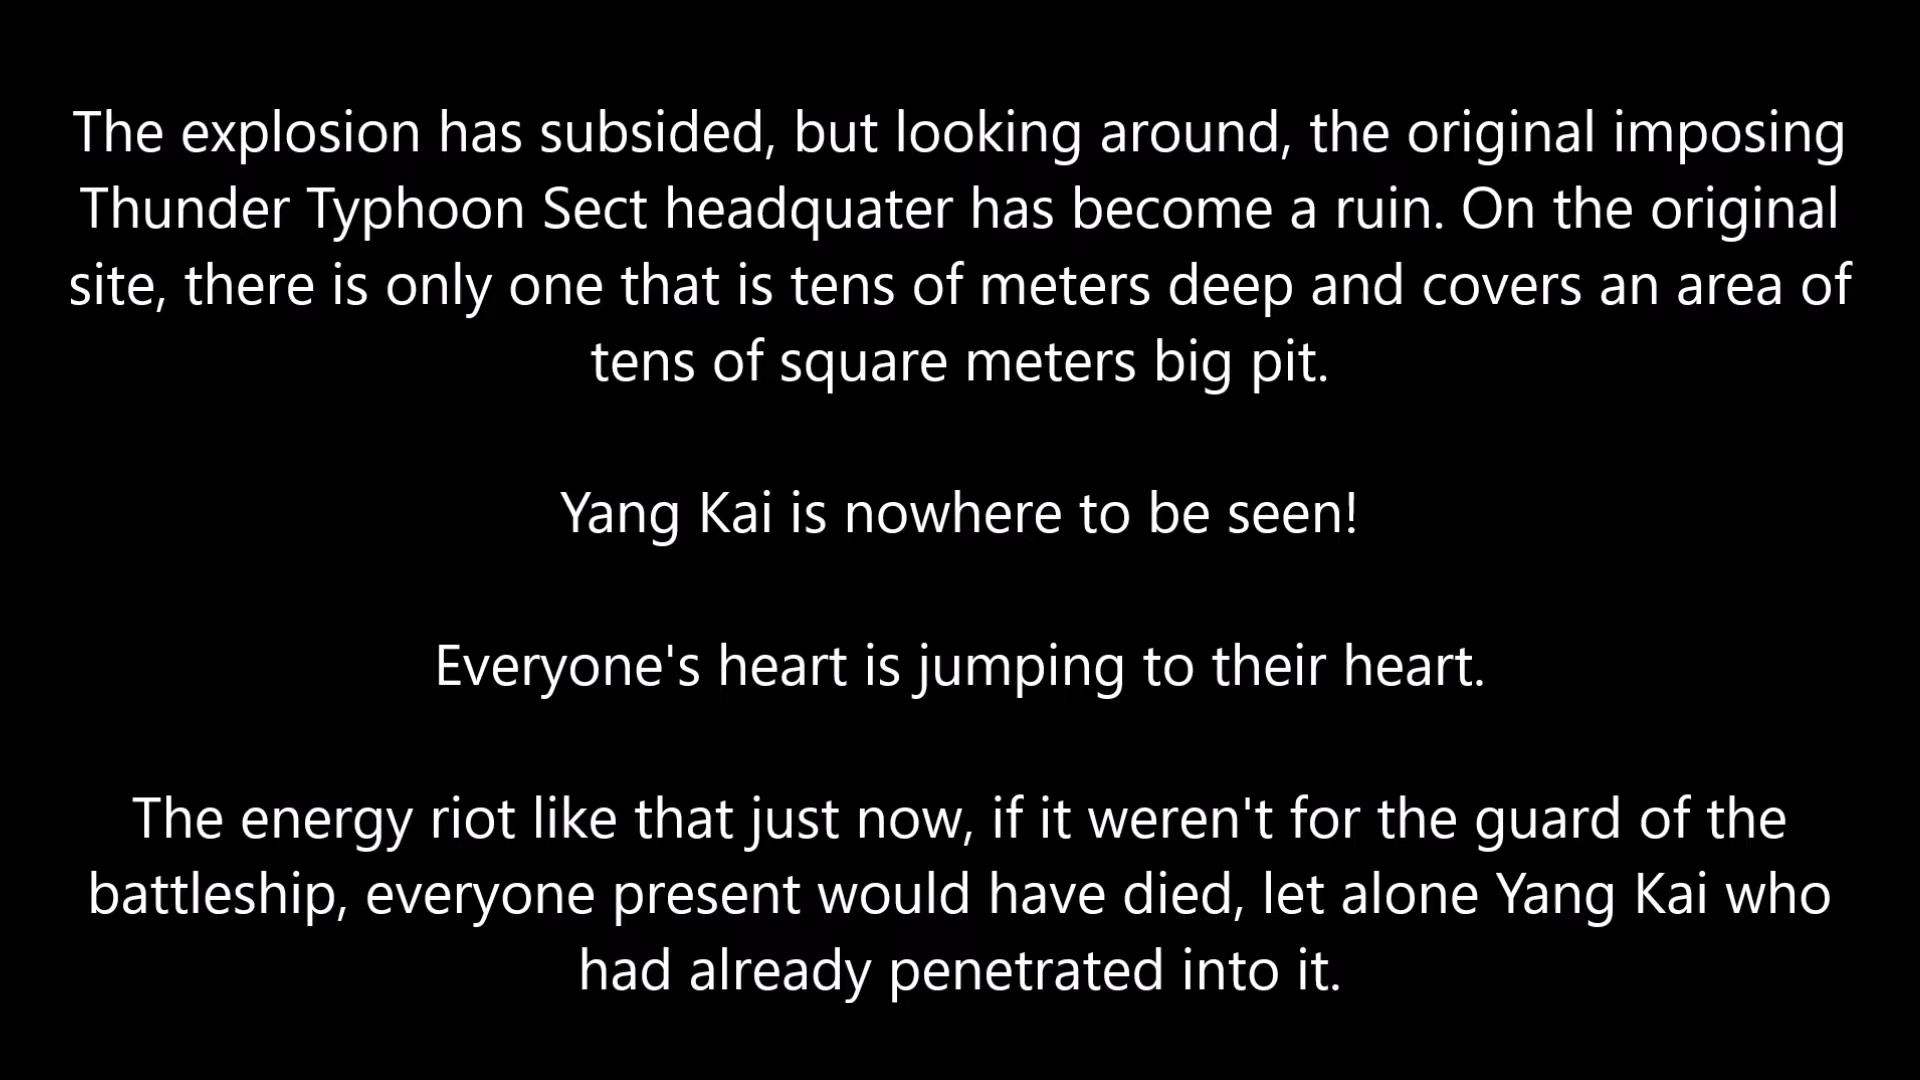 The explosion has subsided, but looking around, the original imposing
Thunder Typhoon Sect headquater has become a ruin. On the original
site, there is only one that is tens of meters deep and covers an area of
tens of square meters big pit.
Yang Kai is nowhere to be seen!
Everyone's heart is jumping to their heart.
The energy riot like that just now, if it weren't for the guard of the
battleship, everyone present would have died, let alone Yang Kai who
had already penetrated into it.